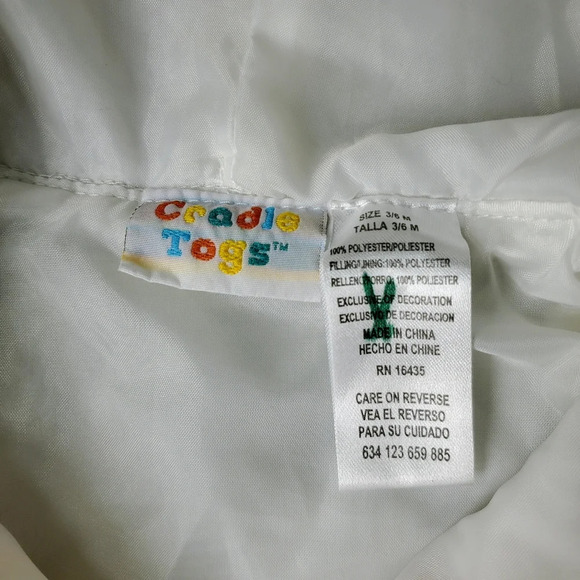 Cradle
Togs™
SIZE 3/6 M
TALLA 3/6 M
100% POLYESTER/POLIESTER
FILLING/LINING:100% POLYESTER
RELLENO/FORRO: 100% POLIESTER
EXCLUSIVE OF DECORATION
EXCLUSIVO DE DECORACION
MADE IN CHINA
HECHO EN CHINE
RN 16435
CARE ON REVERSE
VEA EL REVERSO
PARA SU CUIDADO
634 123 659 885